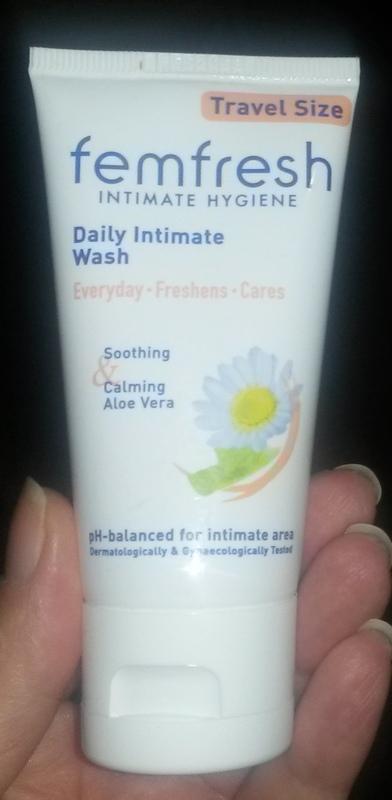 Travel Size
femfresh
INTIMATE HYGIENE
Daily Intimate
Wash
Everyday · Freshens · Cares
Soothing
&
Calming
Aloe Vera
pH-balanced for intimate area
Dermatologically & Gynaecologically Tested